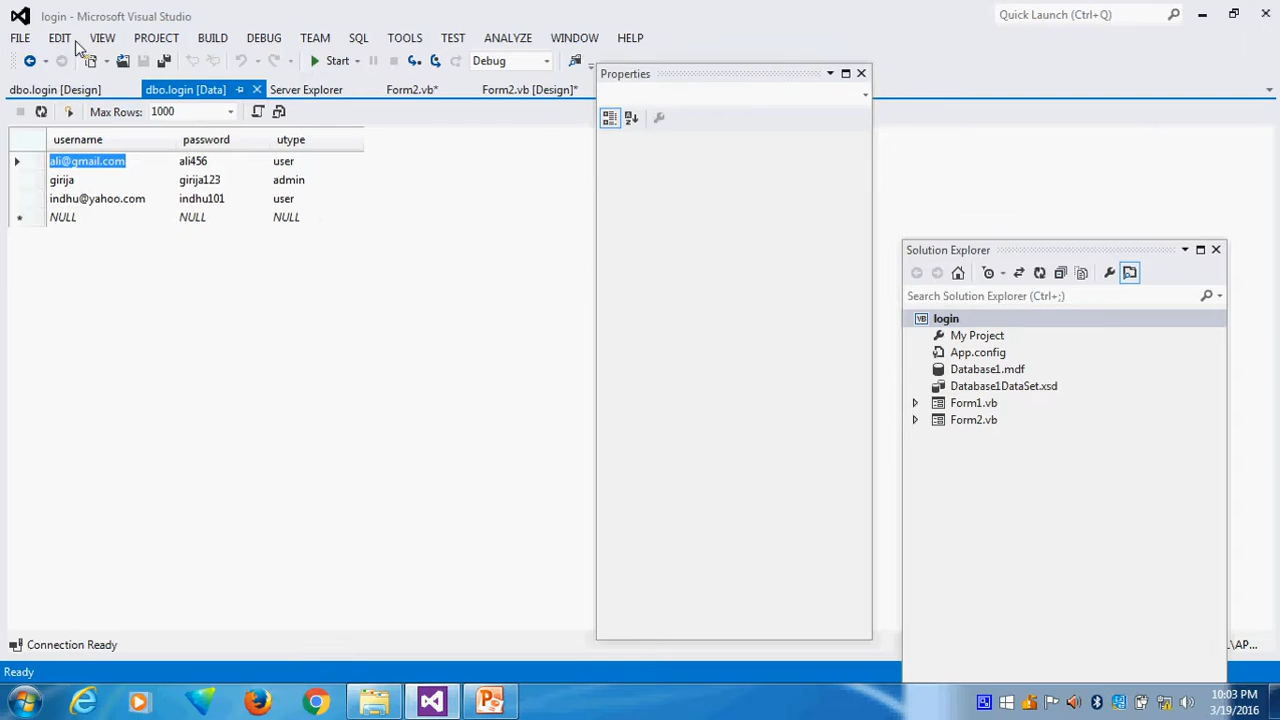 login - Microsoft Visual Studio
Quick Launch (Ctrl+Q)
FILE EDIT VIEW PROJECT BUILD DEBUG TEAM SQL TOOLS TEST ANALYZE WINDOW HELP
Start Debug
dbo.login [Design] dbo.login [Data] Server Explorer Form2.vb* Form2.vb [Design]*
Properties
Max Rows: 1000
username password utype
ali@gmail.com ali456 user
girija girija123 admin
indhu@yahoo.com indhu101 user
NULL NULL NULL
Solution Explorer
Search Solution Explorer (Ctrl+;)
VB login
My Project
App.config
Database1.mdf
Database1DataSet.xsd
Form1.vb
Form2.vb
Connection Ready
\AP...
Ready
10:03 PM
3/19/2016